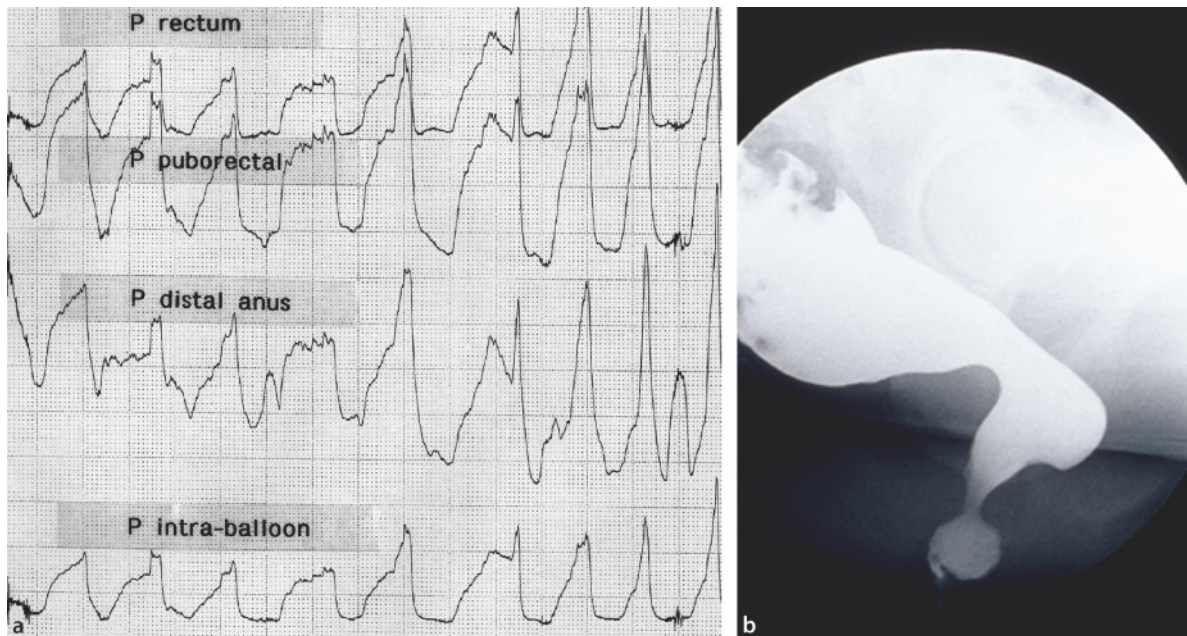 P rectum
P puborectal
P distal anus
P intra-balloon
a
b